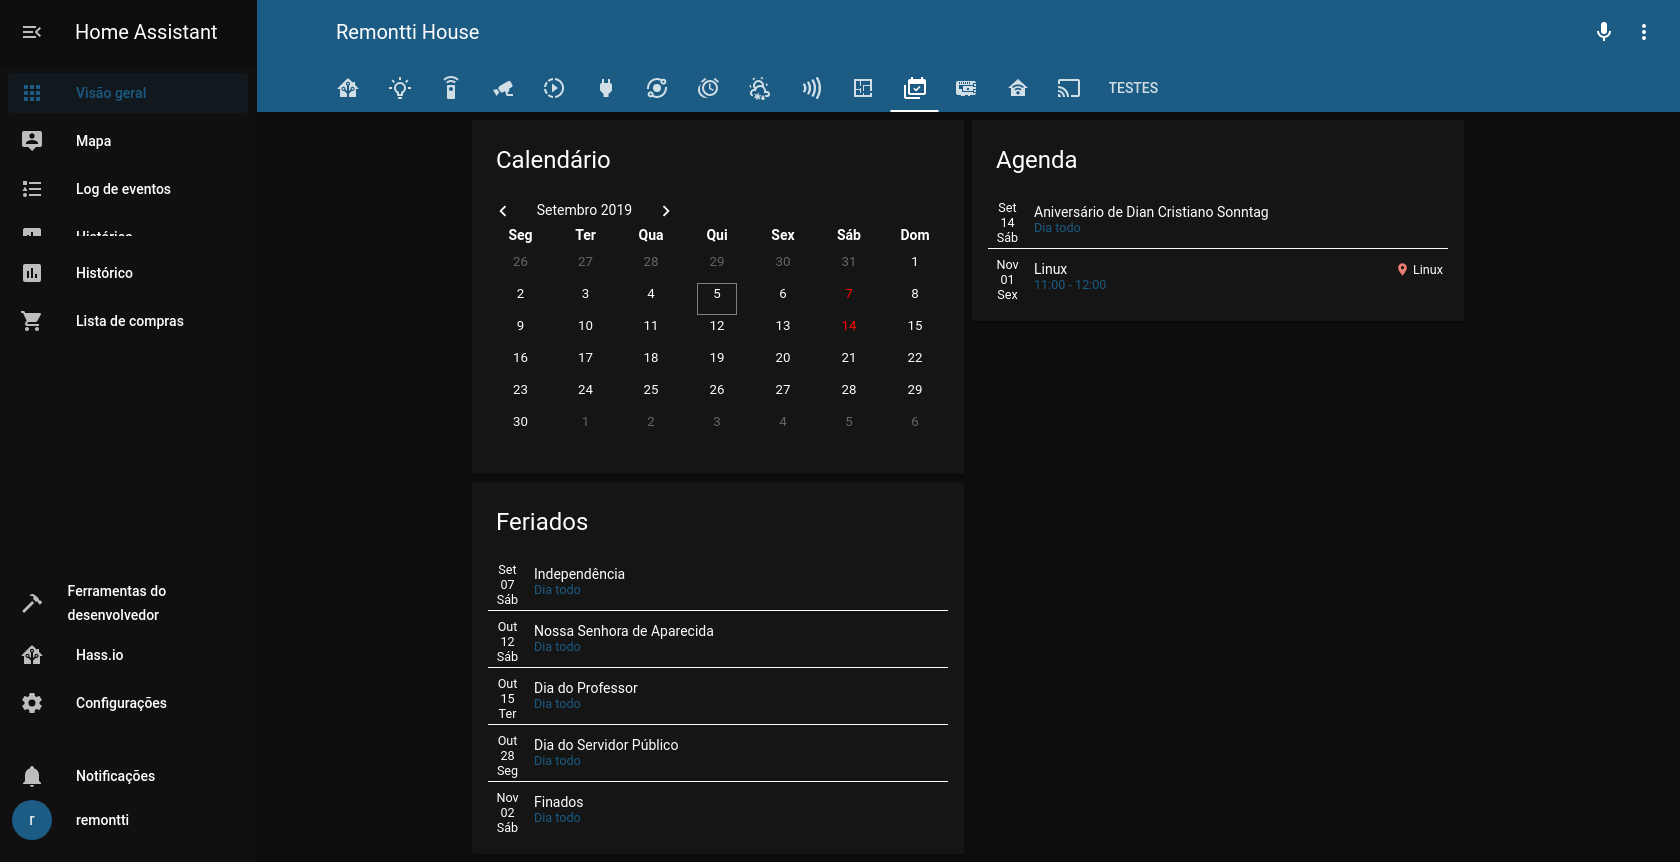 Home Assistant
Visão geral
Mapa
Log de eventos
Histórico
Histórico
Lista de compras
Ferramentas do
desenvolvedor
Hass.io
Configurações
Notificações
r remontti
Remontti House
TESTES
Calendário
Setembro 2019
Seg Ter Qua Qui Sex Sáb Dom
26 27 28 29 30 31 1
2 3 4 5 6 7 8
9 10 11 12 13 14 15
16 17 18 19 20 21 22
23 24 25 26 27 28 29
30 1 2 3 4 5 6
Feriados
Set
07
Sáb
Independência
Dia todo
Out
12
Sáb
Nossa Senhora de Aparecida
Dia todo
Out
15
Ter
Dia do Professor
Dia todo
Out
28
Seg
Dia do Servidor Público
Dia todo
Nov
02
Sáb
Finados
Dia todo
Agenda
Set
14
Sáb
Aniversário de Dian Cristiano Sonntag
Dia todo
Nov
01
Sex
Linux
11:00 - 12:00
Linux